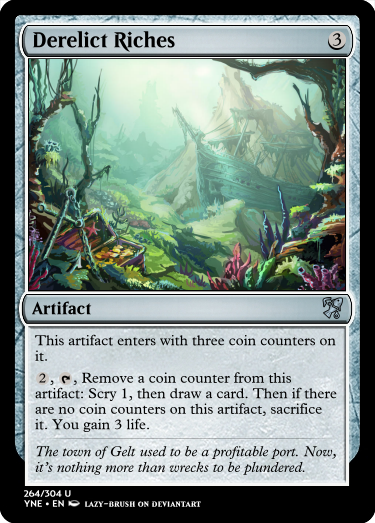 Derelict Riches 3
Artifact
This artifact enters with three coin counters on
it.
2, , Remove a coin counter from this
artifact: Scry 1, then draw a card. Then if there
are no coin counters on this artifact, sacrifice
it. You gain 3 life.
The town of Gelt used to be a profitable port. Now,
it's nothing more than wrecks to be plundered.
264/304 U
YNE • EN LAZY-BRUSH ON DEVIANTART